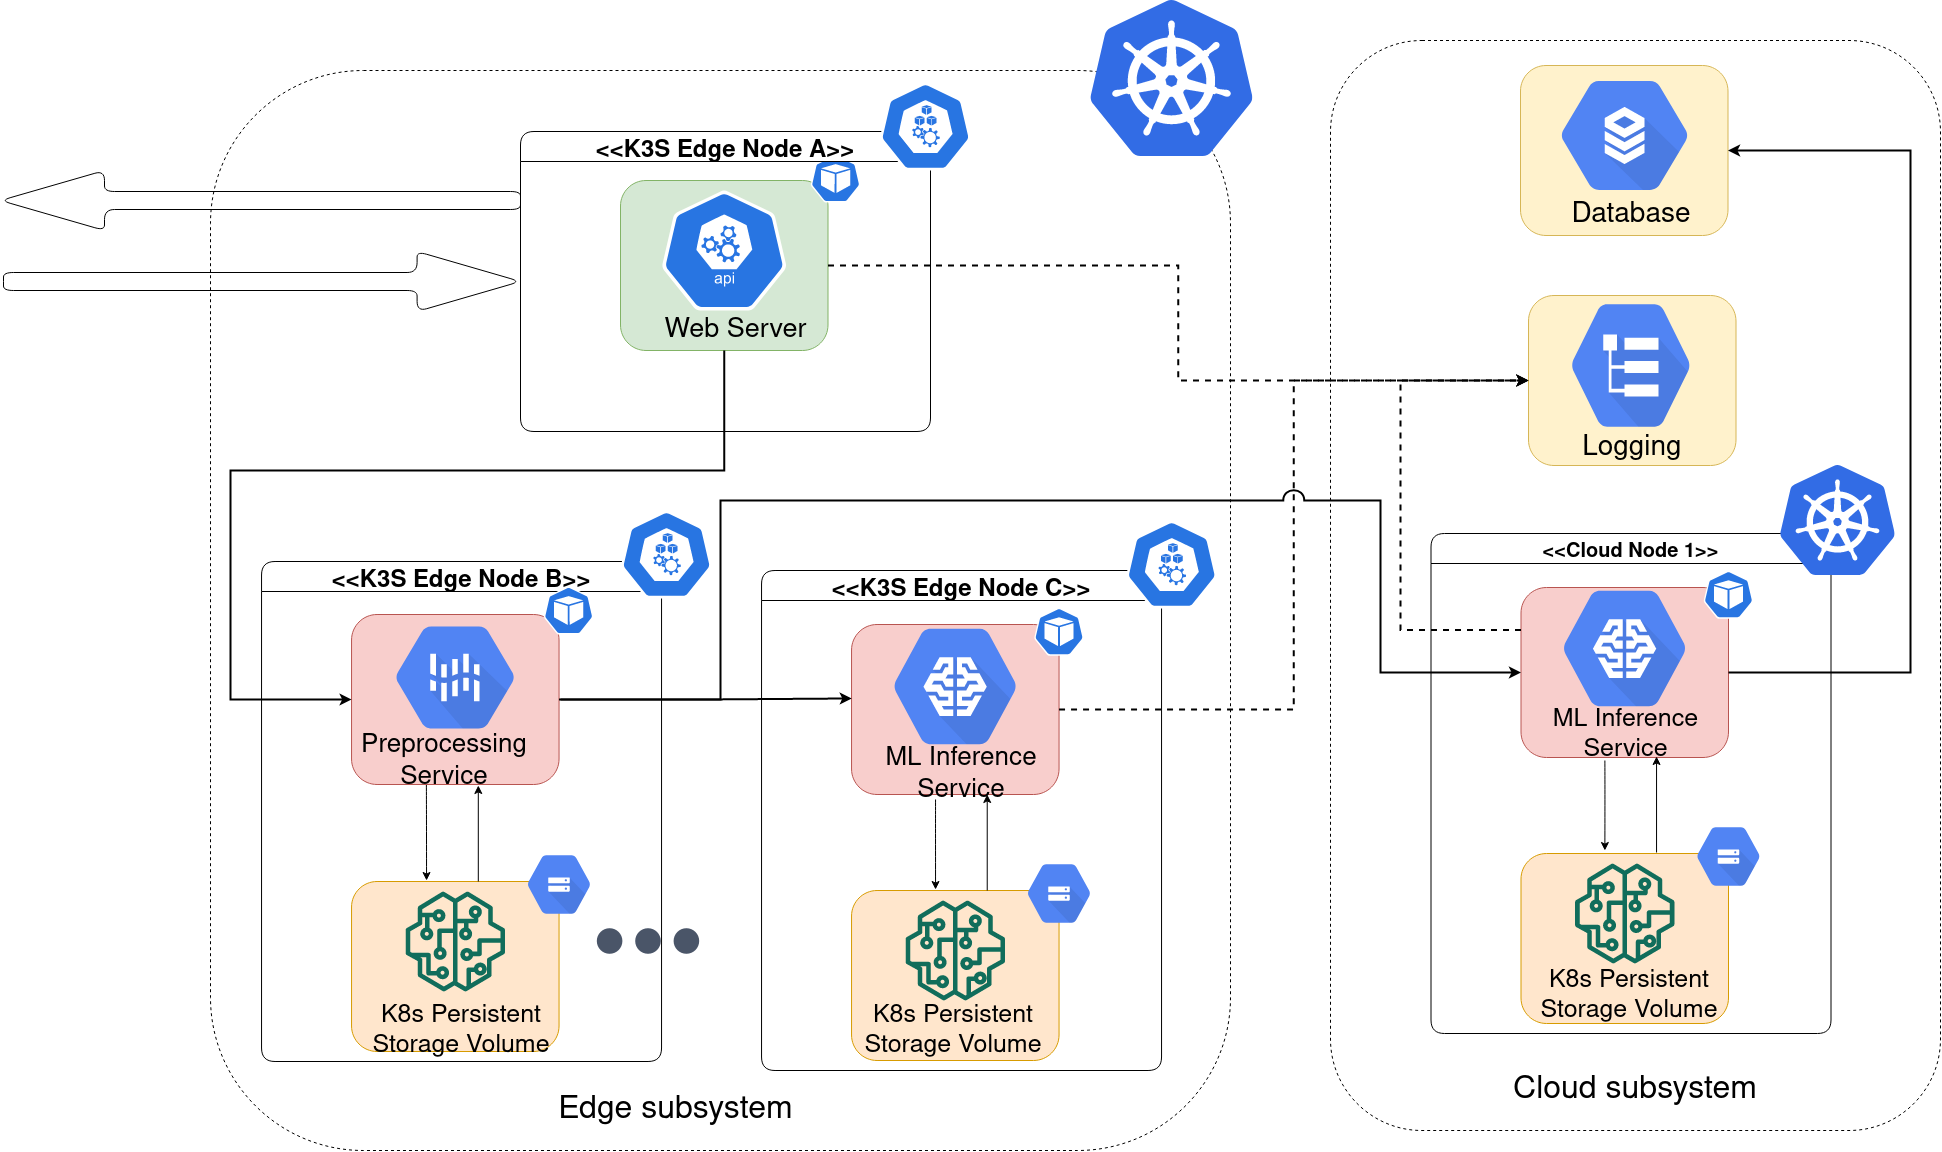 <<K3S Edge Node A>>
api
Web Server
Database
Logging
<<K3S Edge Node B>>
Preprocessing
Service
K8s Persistent
Storage Volume
<<K3S Edge Node C>>
ML Inference
Service
K8s Persistent
Storage Volume
<<Cloud Node 1>>
ML Inference
Service
K8s Persistent
Storage Volume
Edge subsystem
Cloud subsystem